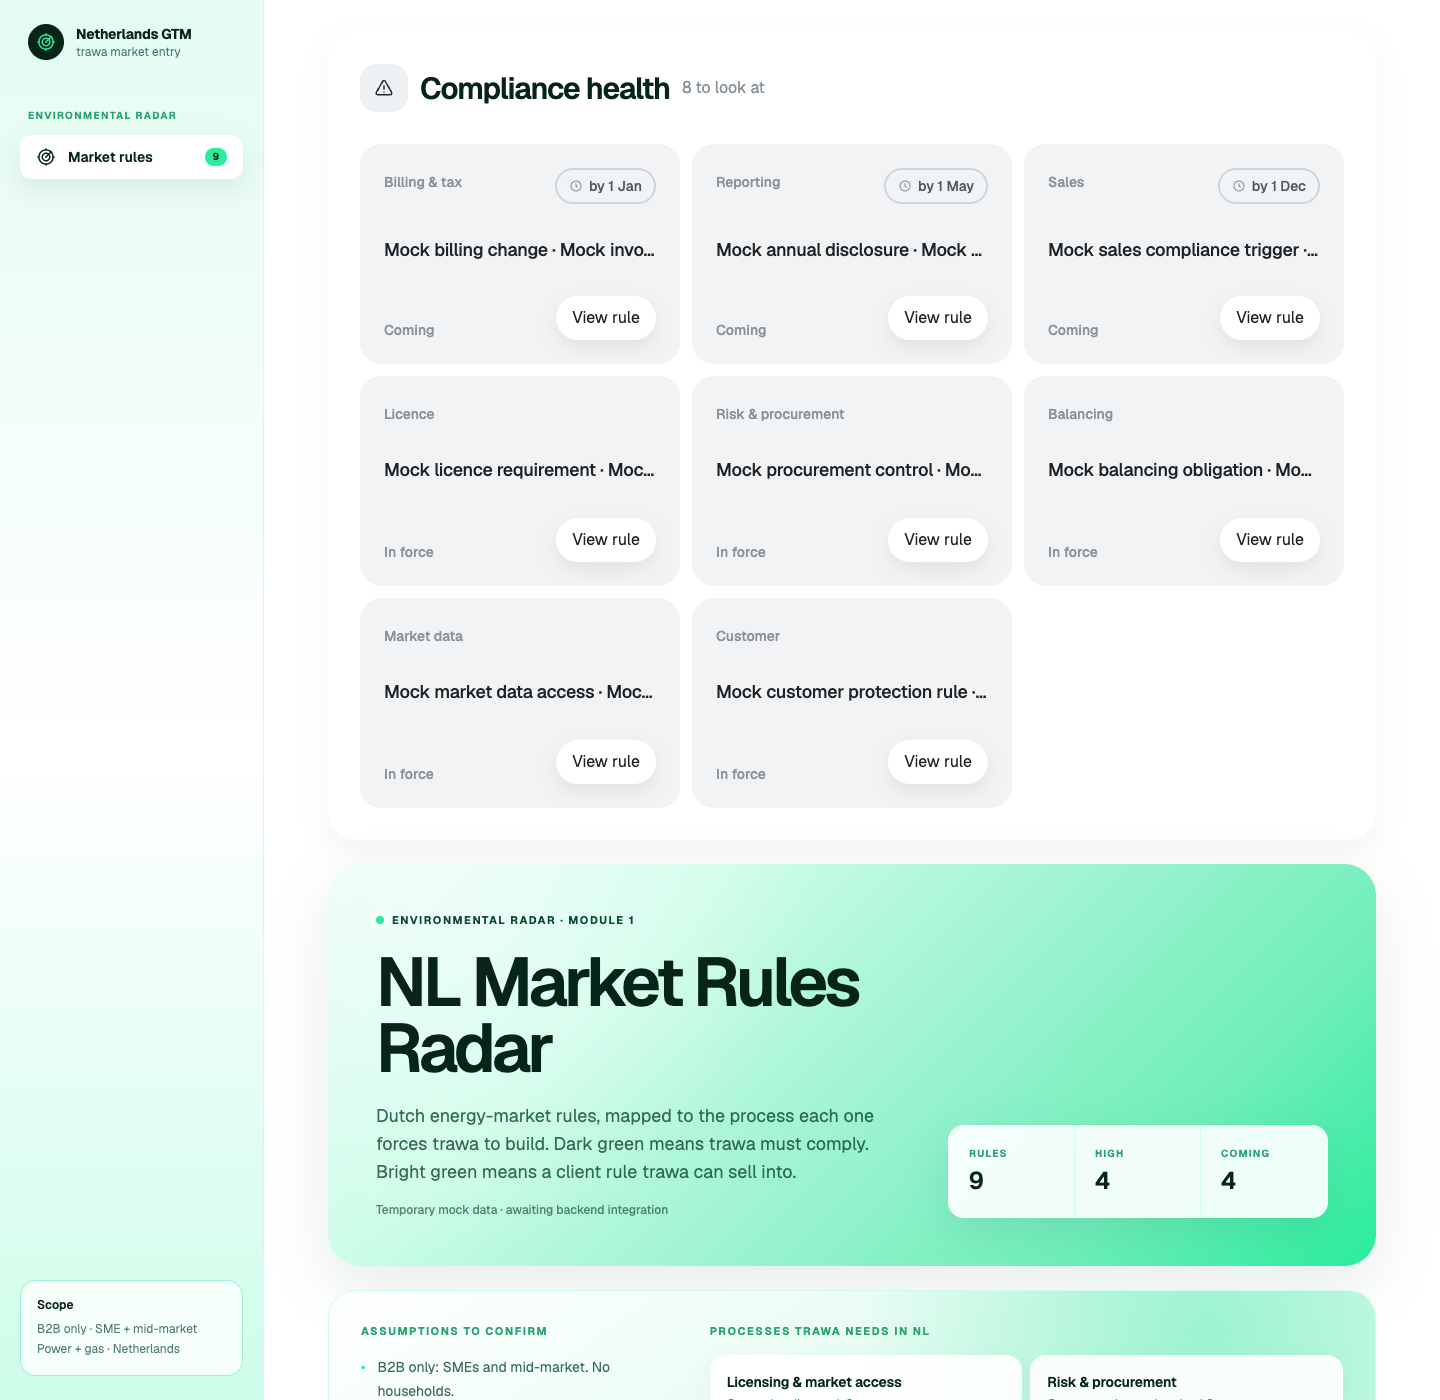 Netherlands GTM
trawa market entry
ENVIRONMENTAL RADAR
Market rules 9
Scope
B2B only · SME + mid-market
Power + gas · Netherlands
Compliance health 8 to look at
Billing & tax by 1 Jan
Mock billing change · Mock invo...
Coming View rule
Reporting by 1 May
Mock annual disclosure · Mock ...
Coming View rule
Sales by 1 Dec
Mock sales compliance trigger ·...
Coming View rule
Licence
Mock licence requirement · Moc...
In force View rule
Risk & procurement
Mock procurement control · Mo...
In force View rule
Balancing
Mock balancing obligation · Mo...
In force View rule
Market data
Mock market data access · Moc...
In force View rule
Customer
Mock customer protection rule ·...
In force View rule
ENVIRONMENTAL RADAR · MODULE 1
NL Market Rules
Radar
Dutch energy-market rules, mapped to the process each one
forces trawa to build. Dark green means trawa must comply.
Bright green means a client rule trawa can sell into.
Temporary mock data · awaiting backend integration
RULES
9
HIGH
4
COMING
4
ASSUMPTIONS TO CONFIRM
• B2B only: SMEs and mid-market. No
households.
PROCESSES TRAWA NEEDS IN NL
Licensing & market access
Risk & procurement